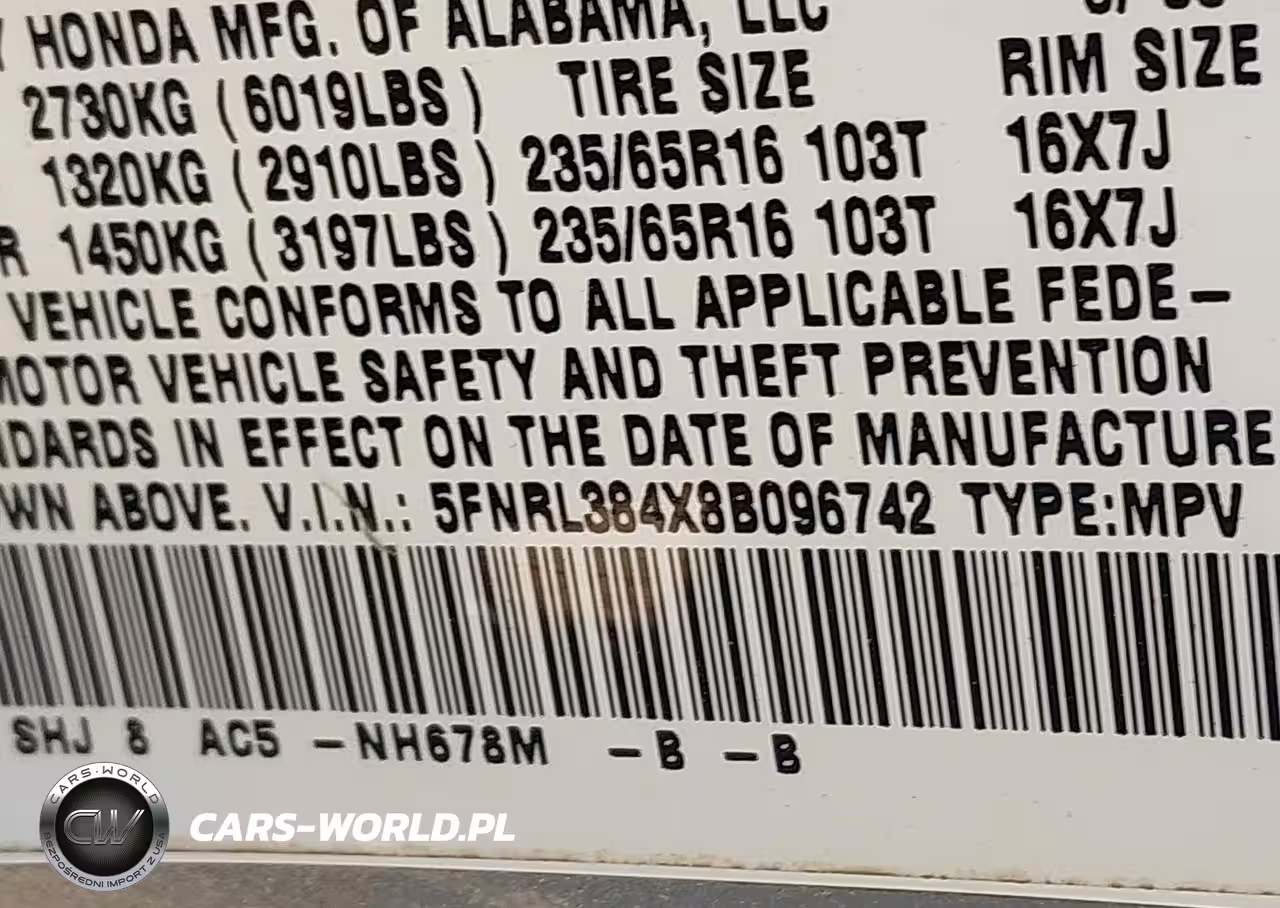 HONDA MFG. OF ALABAMA, LLC
2730KG (6019LBS) TIRE SIZE RIM SIZE
1320KG (2910LBS) 235/65R16 103T 16X7J
R 1450KG (3197LBS) 235/65R16 103T 16X7J
VEHICLE CONFORMS TO ALL APPLICABLE FEDE-
MOTOR VEHICLE SAFETY AND THEFT PREVENTION
NDARDS IN EFFECT ON THE DATE OF MANUFACTURE
WN ABOVE. V.I.N.: 5FNRL384X8B096742 TYPE:MPV
SHJ 8 AC5 -NH678M -B -B
CARS-WORLD
CW
BEZPOŚREDNI IMPORT Z USA
CARS-WORLD.PL